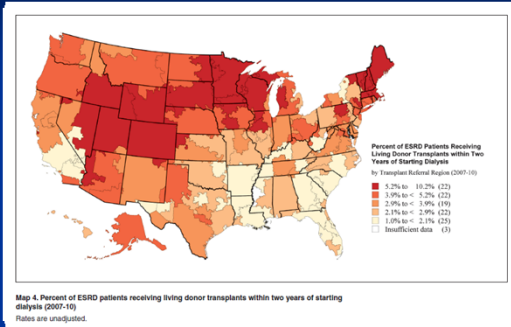 Percent of ESRD Patients Receiving
Living Donor Transplants within Two
Years of Starting Dialysis
by Transplant Referral Region (2007-10)
5.2% to 10.2% (22)
3.9% to < 5.2% (22)
2.9% to < 3.9% (19)
2.1% to < 2.9% (22)
1.0% to < 2.1% (25)
Insufficient data (3)
Map 4. Percent of ESRD patients receiving living donor transplants within two years of starting
dialysis (2007-10)
Rates are unadjusted.